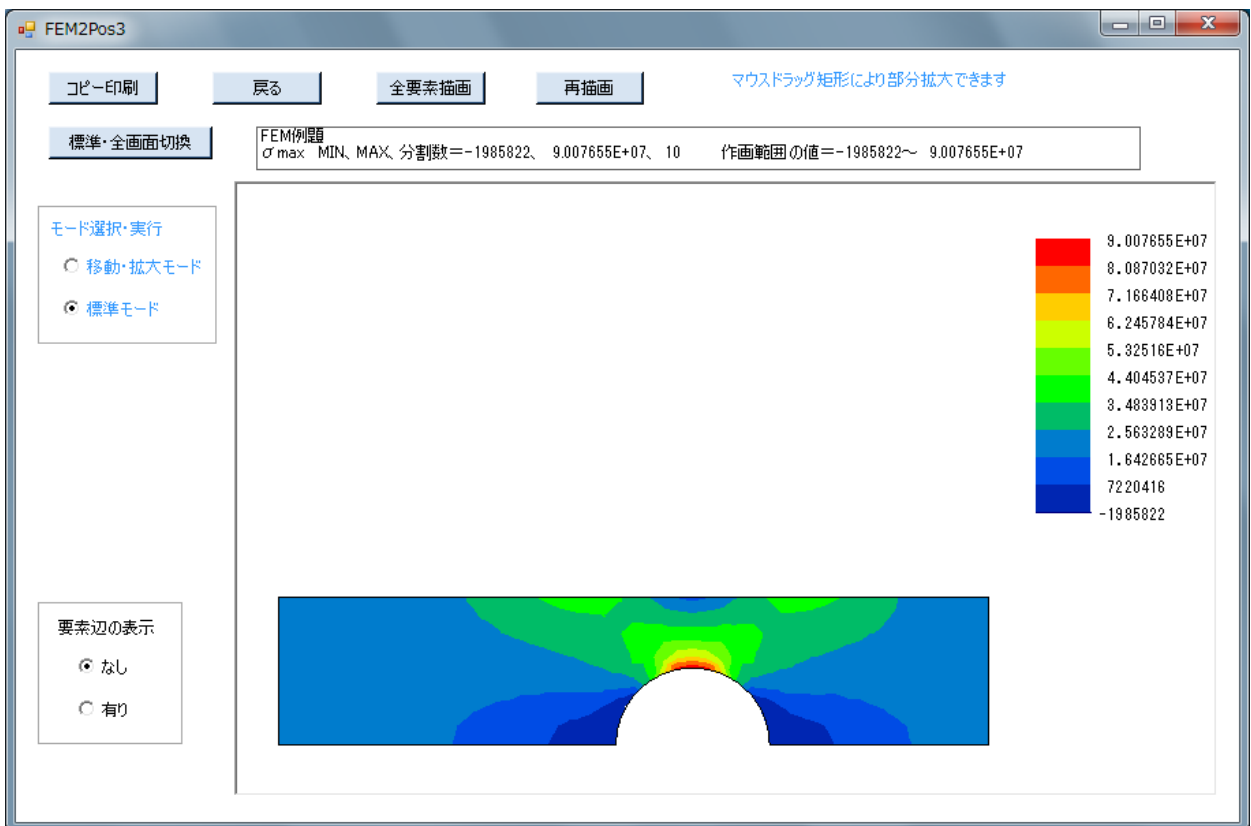 FEM2Pos3
コピー印刷 戻る 全要素描画 再描画 マウスドラッグ矩形により部分拡大できます
標準・全画面切換
FEM例題
σmax MIN、MAX、分割数＝-1985822、 9.007655E+07、 10 作画範囲の値＝-1985822～ 9.007655E+07
モード選択・実行
移動・拡大モード
標準モード
9.007655E+07
8.087032E+07
7.166408E+07
6.245784E+07
5.32516E+07
4.404537E+07
3.483913E+07
2.563289E+07
1.642665E+07
7220416
-1985822
要素辺の表示
なし
有り